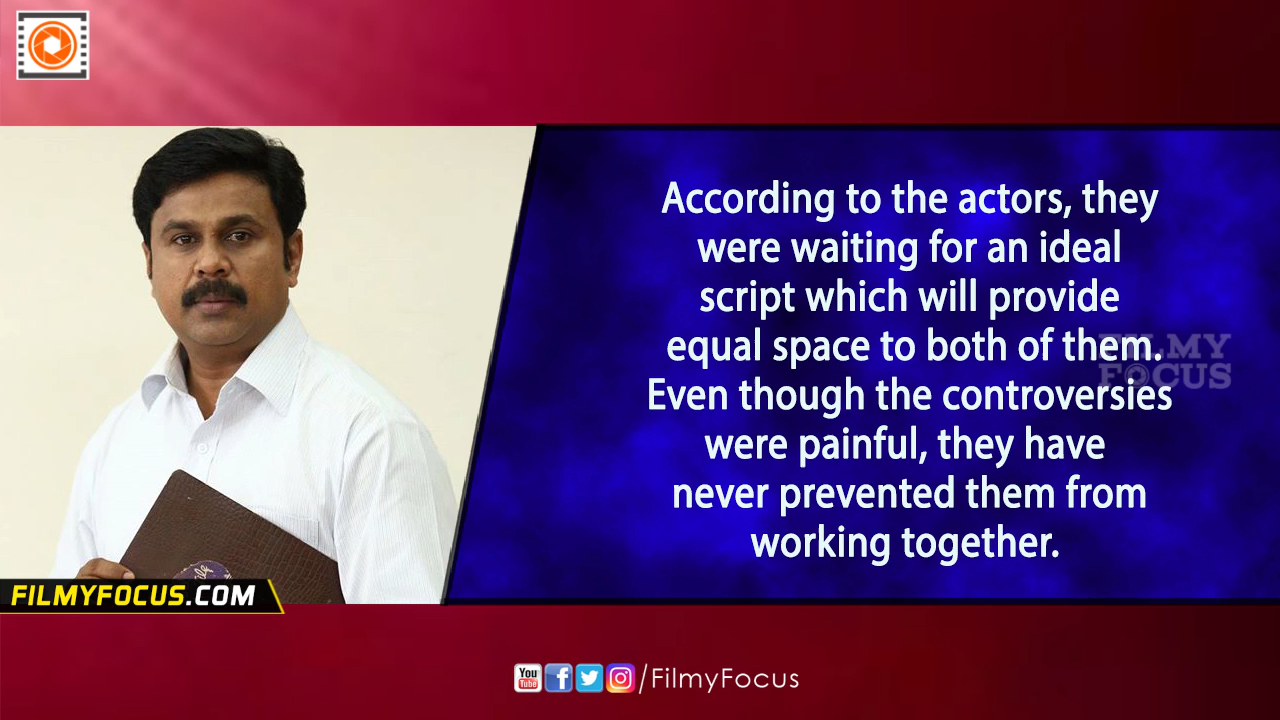 According to the actors, they
were waiting for an ideal
script which will provide
equal space to both of them.
Even though the controversies
were painful, they have
never prevented them from
working together.
FILMY
FOCUS
FILMYFOCUS.COM
You
Tube
/FilmyFocus